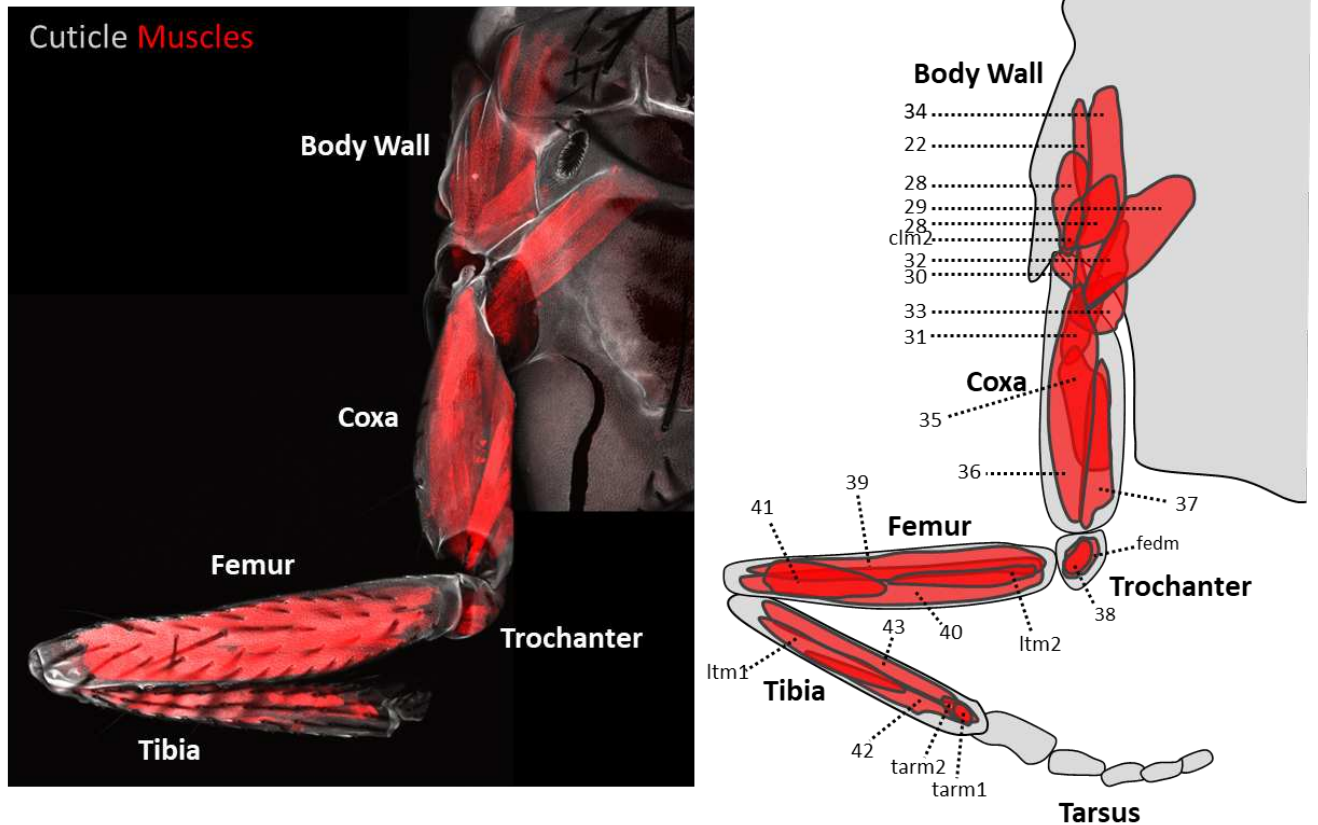 Cuticle Muscles
Body Wall
Coxa
Femur
Trochanter
Tibia
Body Wall
34
22
28
29
28
clm2
32
30
33
31
Coxa
35
36
37
39
41
Femur
fedm
Trochanter
38
40
ltm2
43
ltm1
Tibia
42
tarm2
tarm1
Tarsus